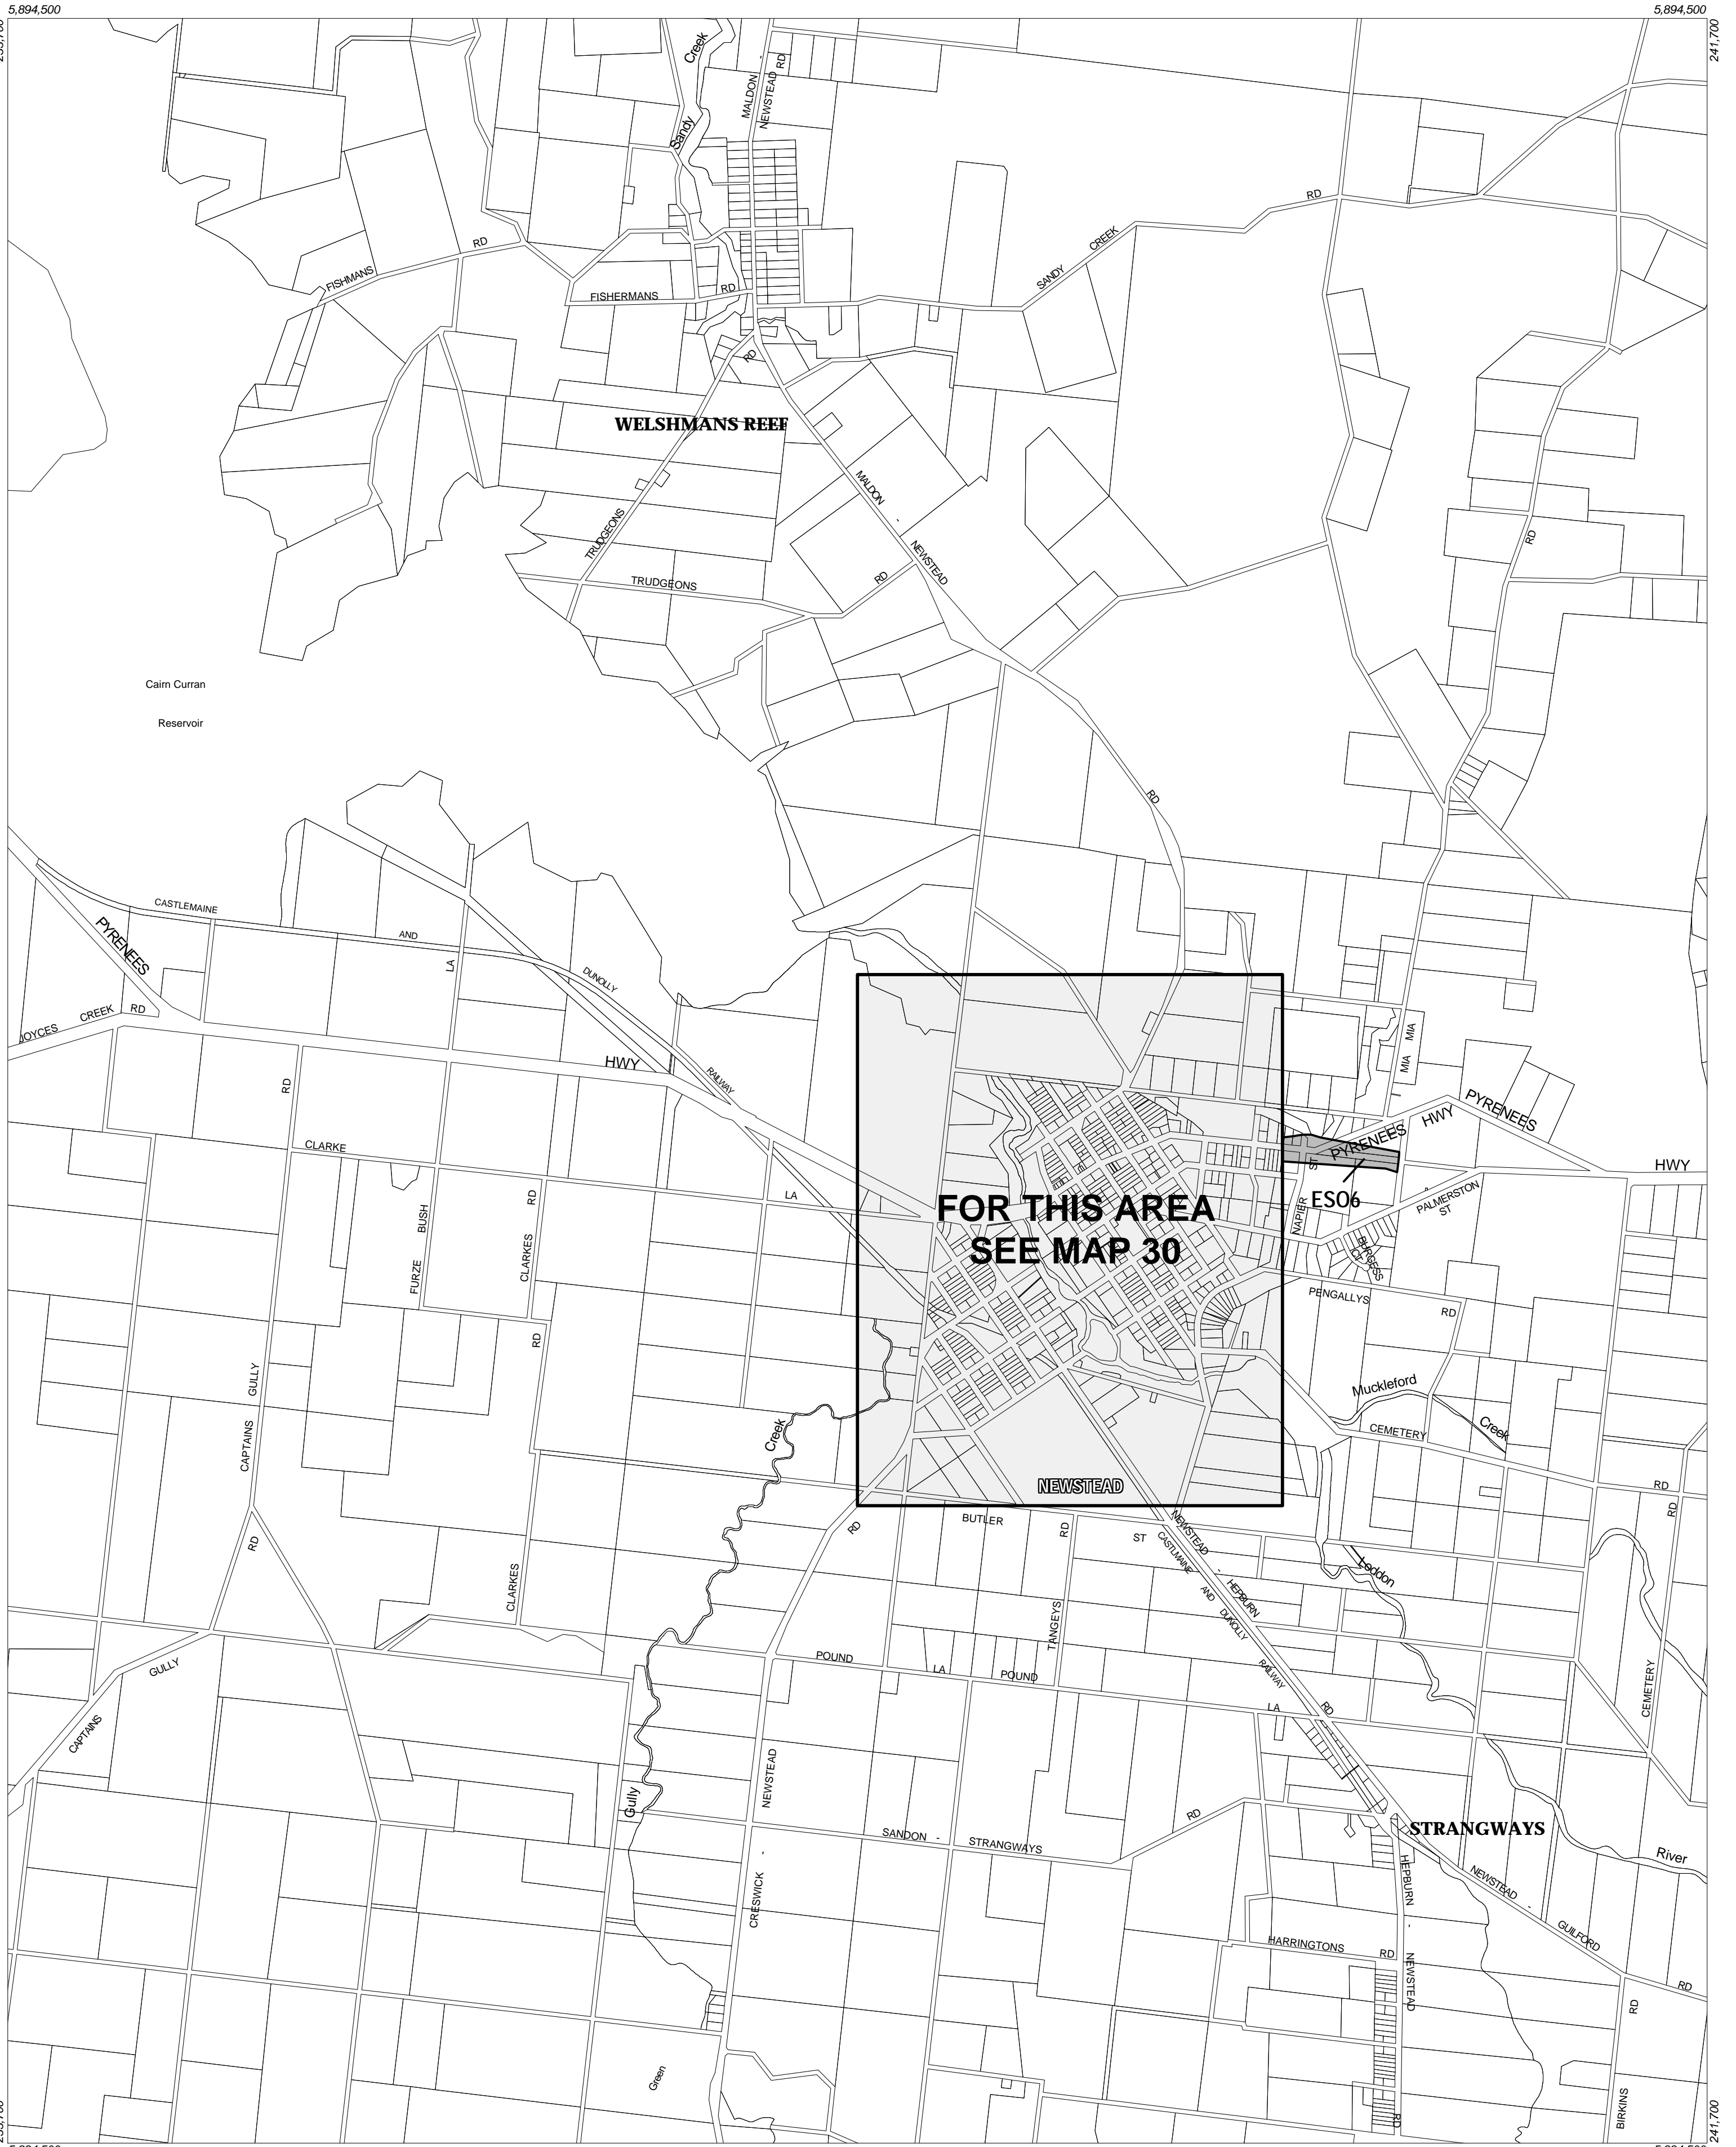 5,894,500
5,894,500
241,700
Creek
Sandy
MALDON -
NEWSTEAD RD
RD
CREEK
SANDY
RD
FISHMANS
FISHERMANS
RD
RD
WELSHMANS REEF
MALDON
-
NEWSTEAD
TRUDGEONS
TRUDGEONS
RD
RD
Cairn Curran
Reservoir
RD
CASTLEMAINE
AND
DUNOLLY
RAILWAY
PYRENEES
LA
JOYCES
CREEK
RD
HWY
RD
CLARKE
LA
MIA
MIA
HWY
PYRENEES
PYRENEES
HWY
ST
ESO6
NAPIER
PALMERSTON
ST
BURGESS
CT
PENGALLYS
RD
FOR THIS AREA
SEE MAP 30
FURZE
BUSH
CLARKES
RD
RD
CAPTAINS
GULLY
RD
Creek
Muckleford
Creek
CEMETERY
RD
RD
NEWSTEAD
BUTLER
ST
RD
RD
TANGEYS
NEWSTEAD
-
HEPBURN
RD
CASTLMAINE
AND
DUNOLLY
RAILWAY
Loddon
CLARKES
GULLY
CAPTAINS
POUND
LA
POUND
LA
CEMETERY
NEWSTEAD
-
CRESWICK
Gully
SANDON -
STRANGWAYS
RD
STRANGWAYS
River
HEPBURN
-
NEWSTEAD
RD
NEWSTEAD
-
GUILFORD
RD
HARRINGTONS
RD
RD
BIRKINS
Green
241,700